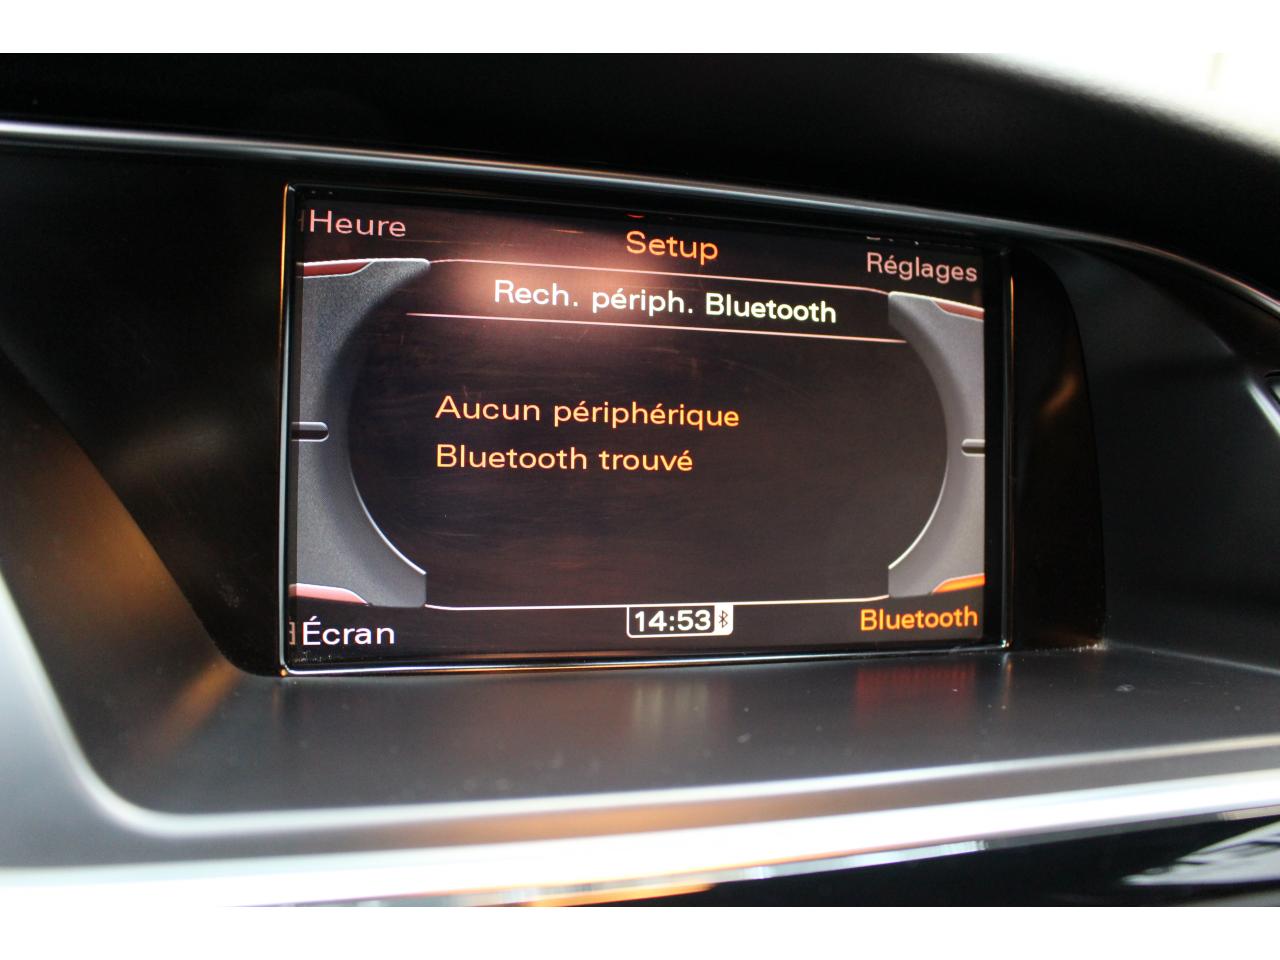 Heure
Setup
Réglages
Rech. périph. Bluetooth
Aucun périphérique
Bluetooth trouvé
Écran
14:53
Bluetooth